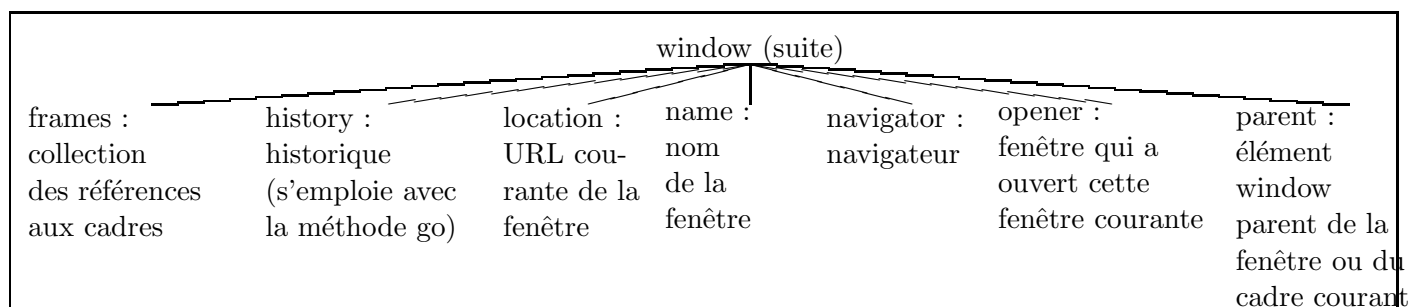 window (suite)
frames :
collection
des références
aux cadres
history :
historique
(s'emploie avec
la méthode go)
location :
URL cou-
rante de la
fenêtre
name :
nom
de la
fenêtre
navigator :
navigateur
opener :
fenêtre qui a
ouvert cette
fenêtre courante
parent :
élément
window
parent de la
fenêtre ou du
cadre courant